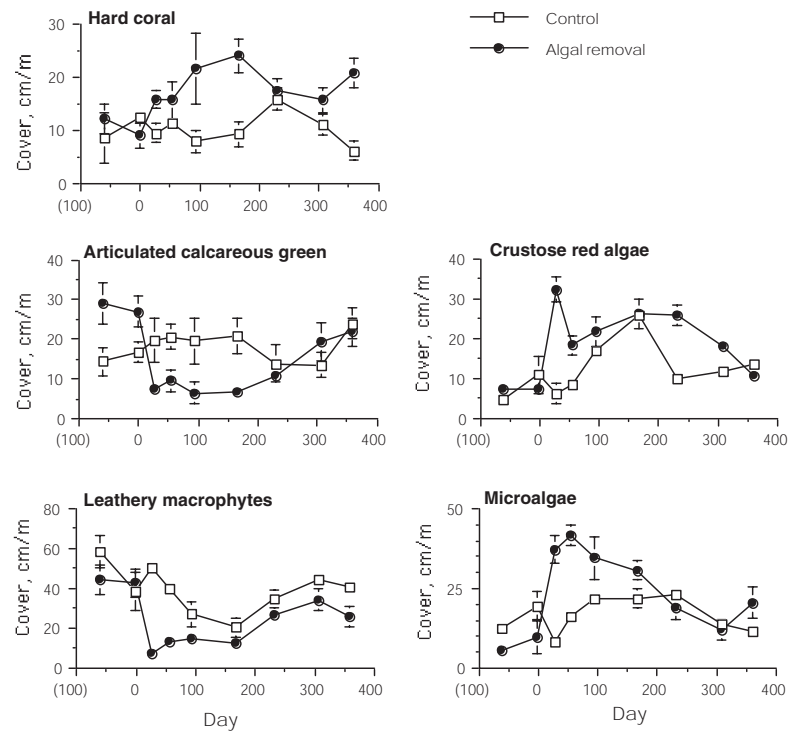 Hard coral
Control
Algal removal
30
20
10
0
Cover, cm/m
(100) 0 100 200 300 400
Articulated calcareous green
40
30
20
10
0
Cover, cm/m
(100) 0 100 200 300 400
Crustose red algae
40
30
20
10
0
Cover, cm/m
(100) 0 100 200 300 400
Leathery macrophytes
80
60
40
20
0
Cover, cm/m
(100) 0 100 200 300 400
Day
Microalgae
50
25
0
Cover, cm/m
(100) 0 100 200 300 400
Day